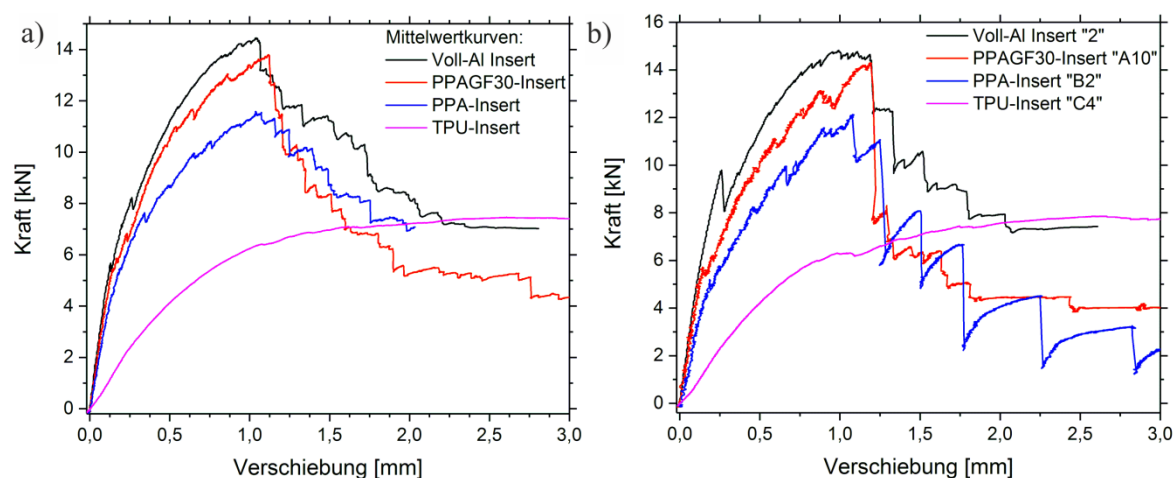 a)
Mittelwertkurven:
Voll-Al Insert
PPAGF30-Insert
PPA-Insert
TPU-Insert
Kraft [kN]
14
12
10
8
6
4
2
0
0,0 0,5 1,0 1,5 2,0 2,5 3,0
Verschiebung [mm]
b)
Voll-Al Insert "2"
PPAGF30-Insert "A10"
PPA-Insert "B2"
TPU-Insert "C4"
Kraft [kN]
16
14
12
10
8
6
4
2
0
0,0 0,5 1,0 1,5 2,0 2,5 3,0
Verschiebung [mm]